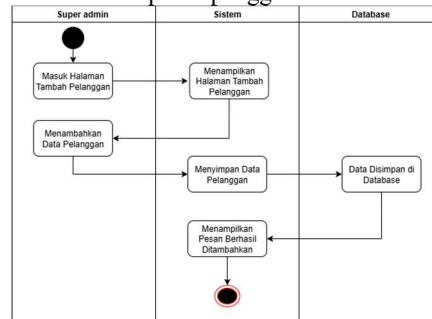 Super admin
Sistem
Database
Masuk Halaman
Tambah Pelanggan
Menampilkan
Halaman Tambah
Pelanggan
Menambahkan
Data Pelanggan
Menyimpan Data
Pelanggan
Data Disimpan di
Database
Menampilkan
Pesan Berhasil
Ditambahkan